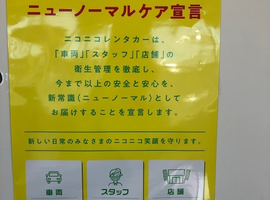 ニューノーマルケア宣言
ニコニコレンタカーは、
「車両」「スタッフ」「店舗」の
衛生管理を徹底し、
今まで以上の安全と安心を、
新常識(ニューノーマル)として
お届けすることを宣言します。
新しい日常のみなさまのニコニコ笑顔を守ります。
車両
スタッフ
店舗